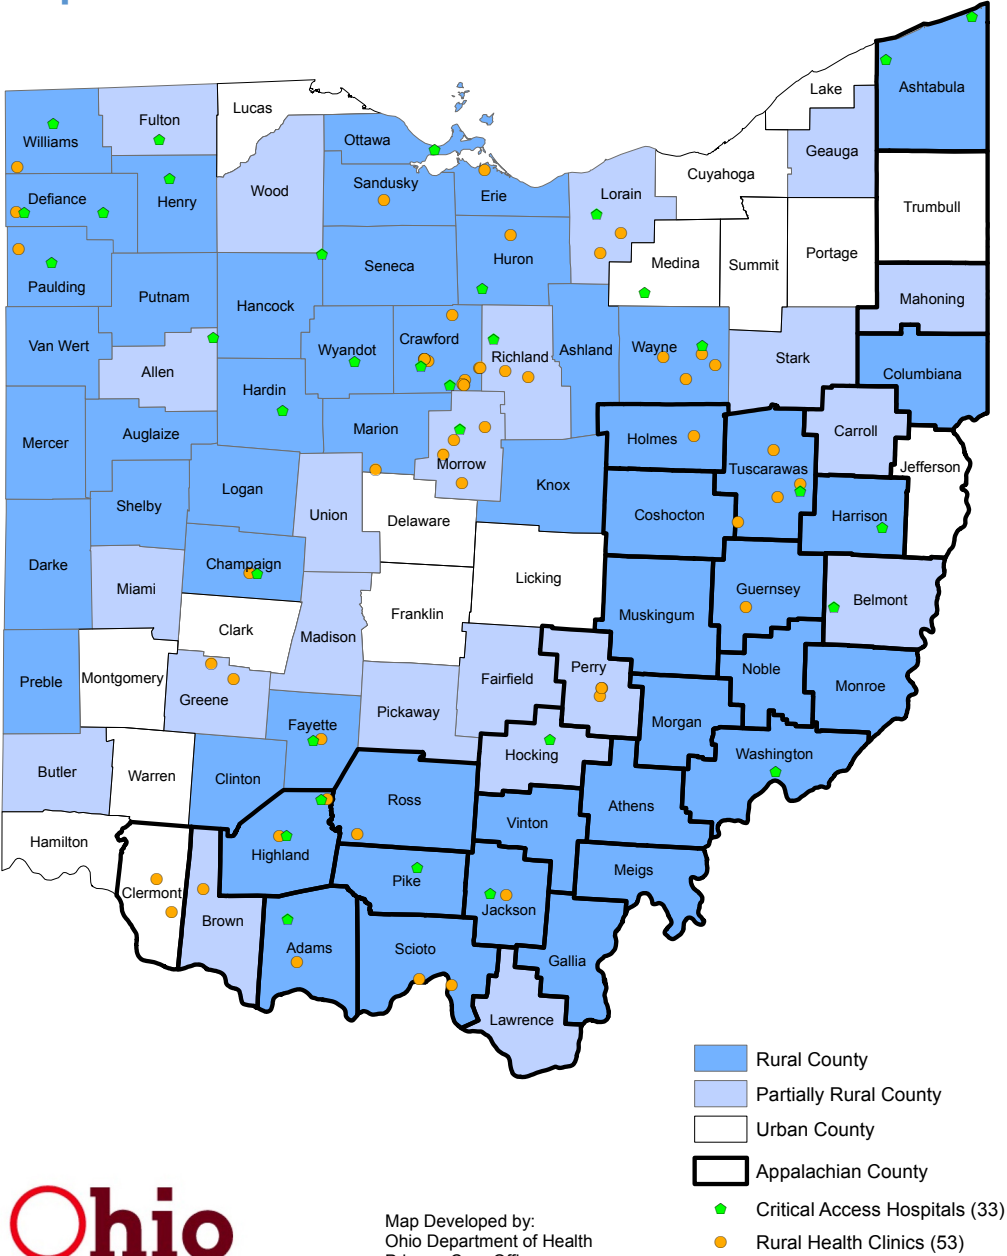 Lake
Ashtabula
Lucas
Fulton
Williams
Ottawa
Geauga
Cuyahoga
Sandusky
Wood
Lorain
Erie
Defiance
Henry
Trumbull
Huron
Portage
Medina
Summit
Seneca
Paulding
Putnam
Mahoning
Hancock
Crawford
Van Wert
Wyandot
Wayne
Ashland
Richland
Stark
Allen
Columbiana
Hardin
Marion
Carroll
Auglaize
Holmes
Mercer
Morrow
Jefferson
Tuscarawas
Knox
Logan
Shelby
Union
Coshocton
Harrison
Delaware
Champaign
Darke
Licking
Miami
Guernsey
Belmont
Franklin
Muskingum
Clark
Madison
Perry
Noble
Montgomery
Fairfield
Preble
Monroe
Greene
Pickaway
Morgan
Fayette
Hocking
Washington
Butler
Warren
Clinton
Ross
Athens
Vinton
Hamilton
Highland
Meigs
Pike
Clermont
Jackson
Brown
Adams
Scioto
Gallia
Lawrence
Rural County
Partially Rural County
Urban County
Appalachian County
Critical Access Hospitals (33)
Rural Health Clinics (53)
Ohio
Map Developed by:
Ohio Department of Health